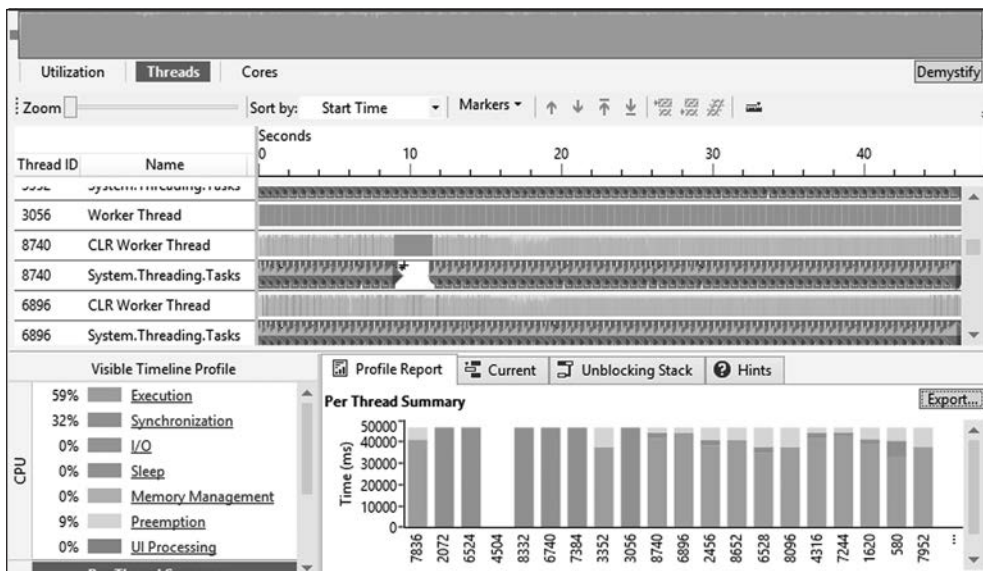 Utilization Threads Cores Demystify
Zoom Sort by: Start Time Markers
Seconds
Thread ID Name 0 10 20 30 40
System.Threading.Tasks
3056 Worker Thread
8740 CLR Worker Thread
8740 System.Threading.Tasks
6896 CLR Worker Thread
6896 System.Threading.Tasks
Visible Timeline Profile
CPU
59% Execution
32% Synchronization
0% I/O
0% Sleep
0% Memory Management
9% Preemption
0% UI Processing
Profile Report Current Unblocking Stack Hints
Per Thread Summary Export...
Time (ms)
50000
40000
30000
20000
10000
0
7836 2072 6524 4504 8332 6740 7384 3352 3056 8740 6896 2456 8652 6528 8096 4316 7244 1620 580 7952